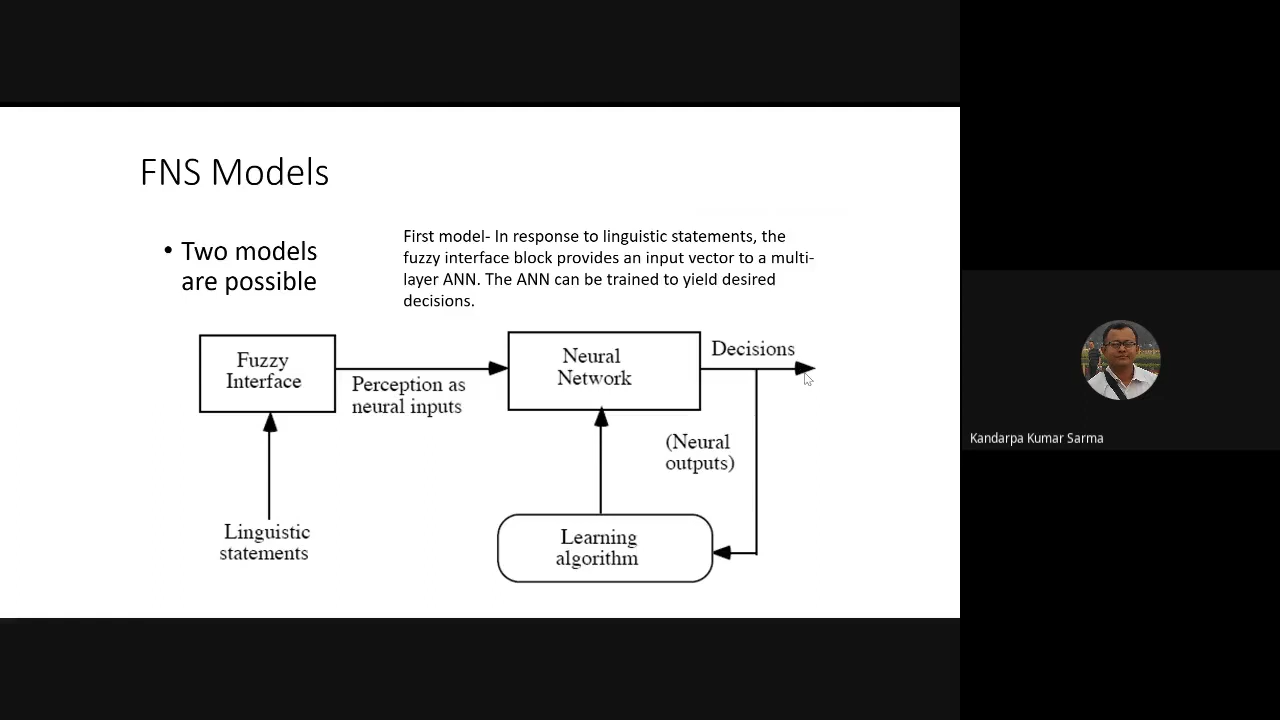 FNS Models
• Two models
are possible
First model- In response to linguistic statements, the
fuzzy interface block provides an input vector to a multi-
layer ANN. The ANN can be trained to yield desired
decisions.
Fuzzy
Interface
Perception as
neural inputs
Neural
Network
Decisions
(Neural
outputs)
Linguistic
statements
Learning
algorithm
Kandarpa Kumar Sarma